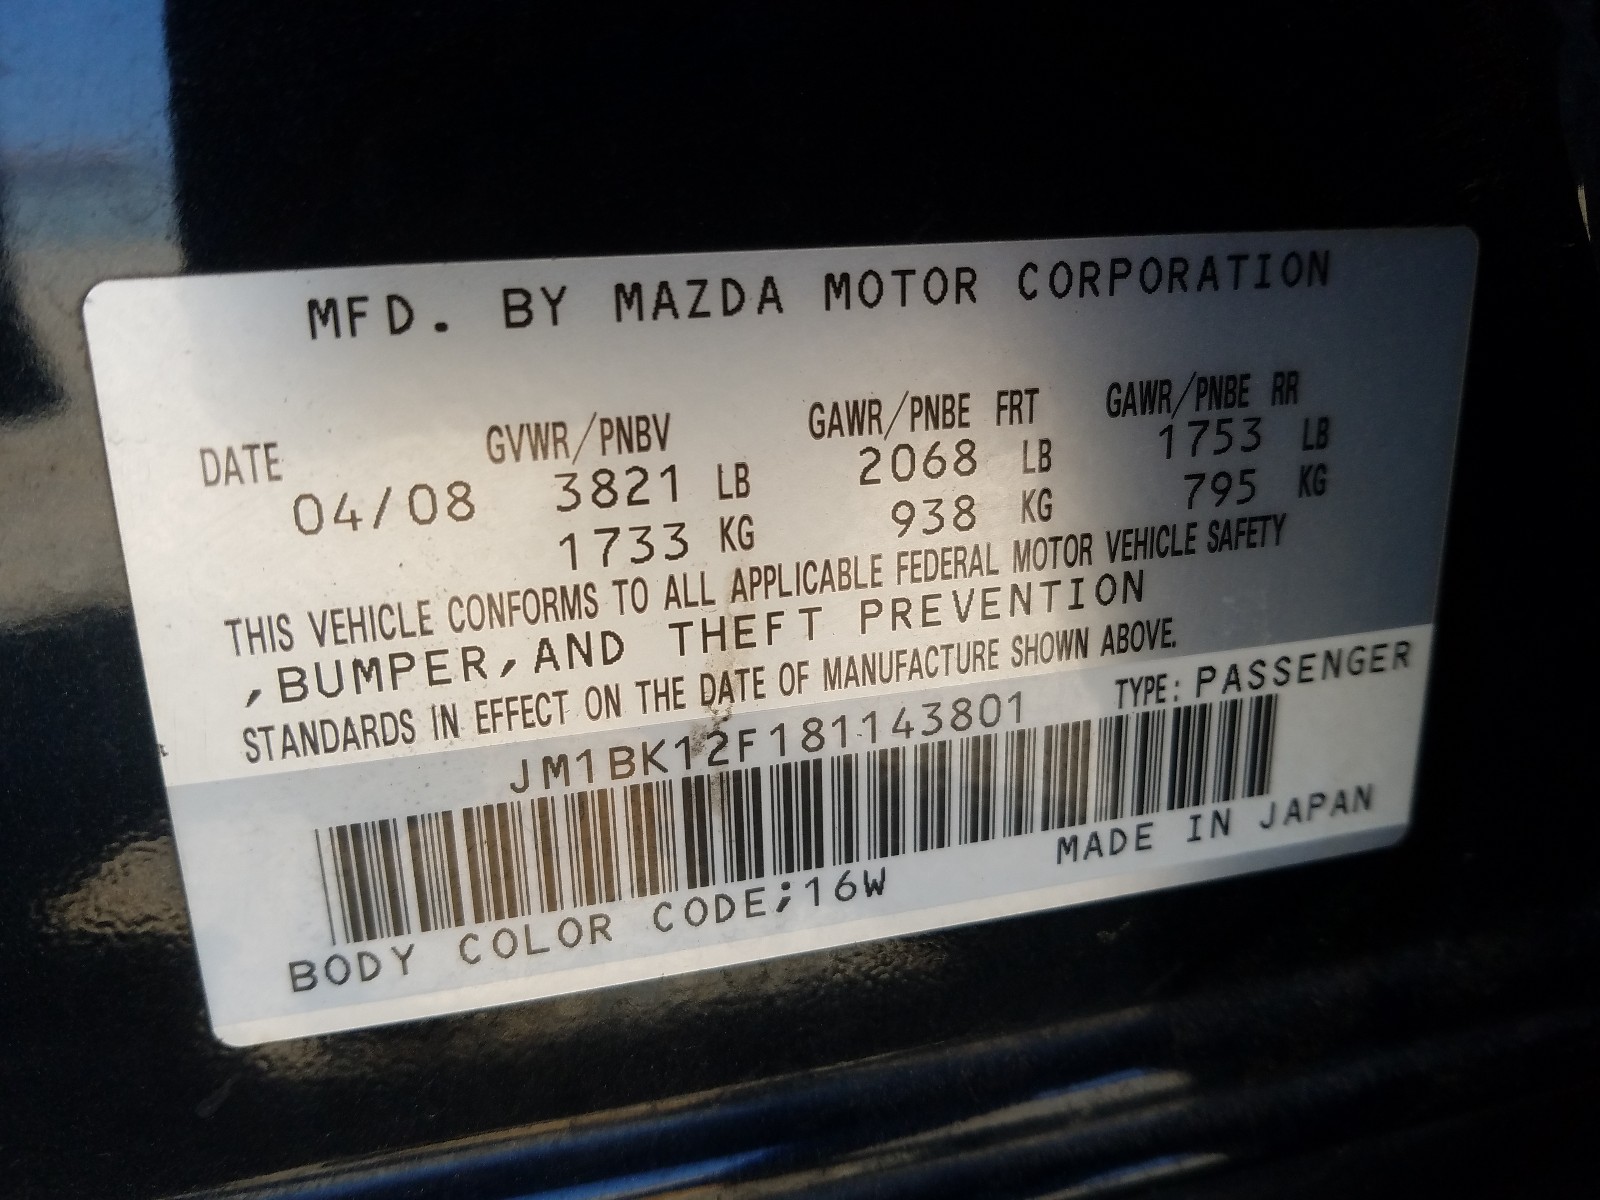 MFD. BY MAZDA MOTOR CORPORATION
DATE GVWR/PNBV GAWR/PNBE FRT GAWR/PNBE RR
04/08 3821 LB 2068 LB 1753 LB
1733 KG 938 KG 795 KG
THIS VEHICLE CONFORMS TO ALL APPLICABLE FEDERAL MOTOR VEHICLE SAFETY
,BUMPER,AND THEFT PREVENTION
STANDARDS IN EFFECT ON THE DATE OF MANUFACTURE SHOWN ABOVE.
JM1BK12F181143801 TYPE: PASSENGER
BODY COLOR CODE;16W MADE IN JAPAN